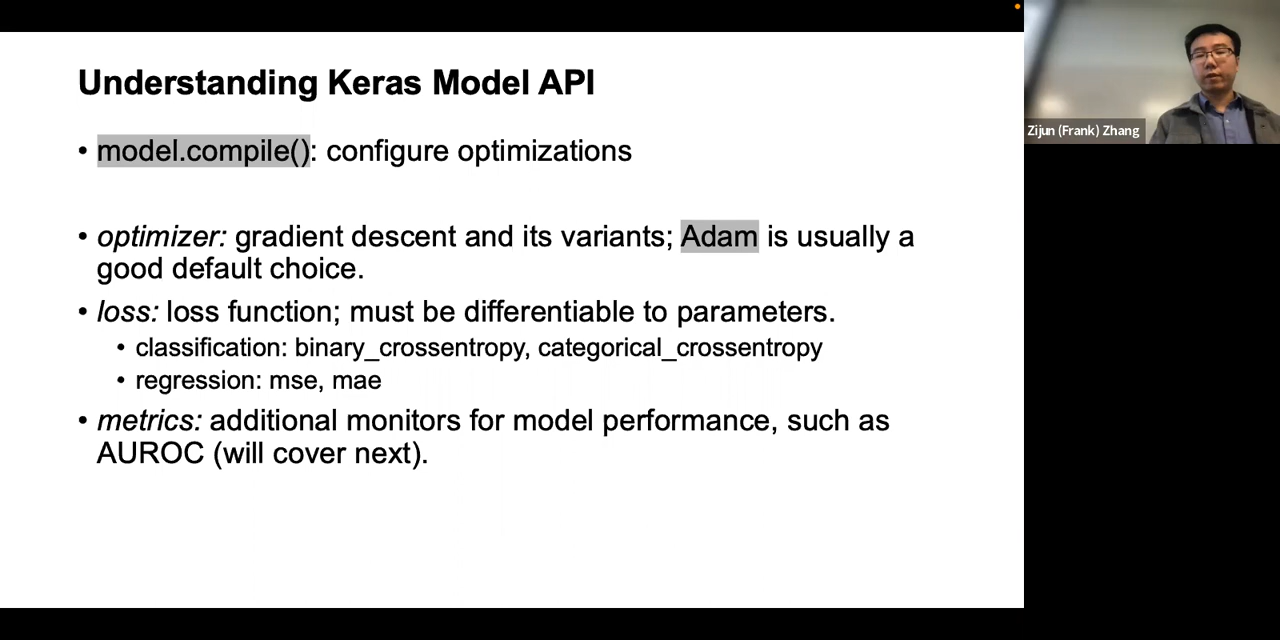 Understanding Keras Model API
• model.compile(): configure optimizations
• optimizer: gradient descent and its variants; Adam is usually a
good default choice.
• loss: loss function; must be differentiable to parameters.
• classification: binary_crossentropy, categorical_crossentropy
• regression: mse, mae
• metrics: additional monitors for model performance, such as
AUROC (will cover next).
Zijun (Frank) Zhang